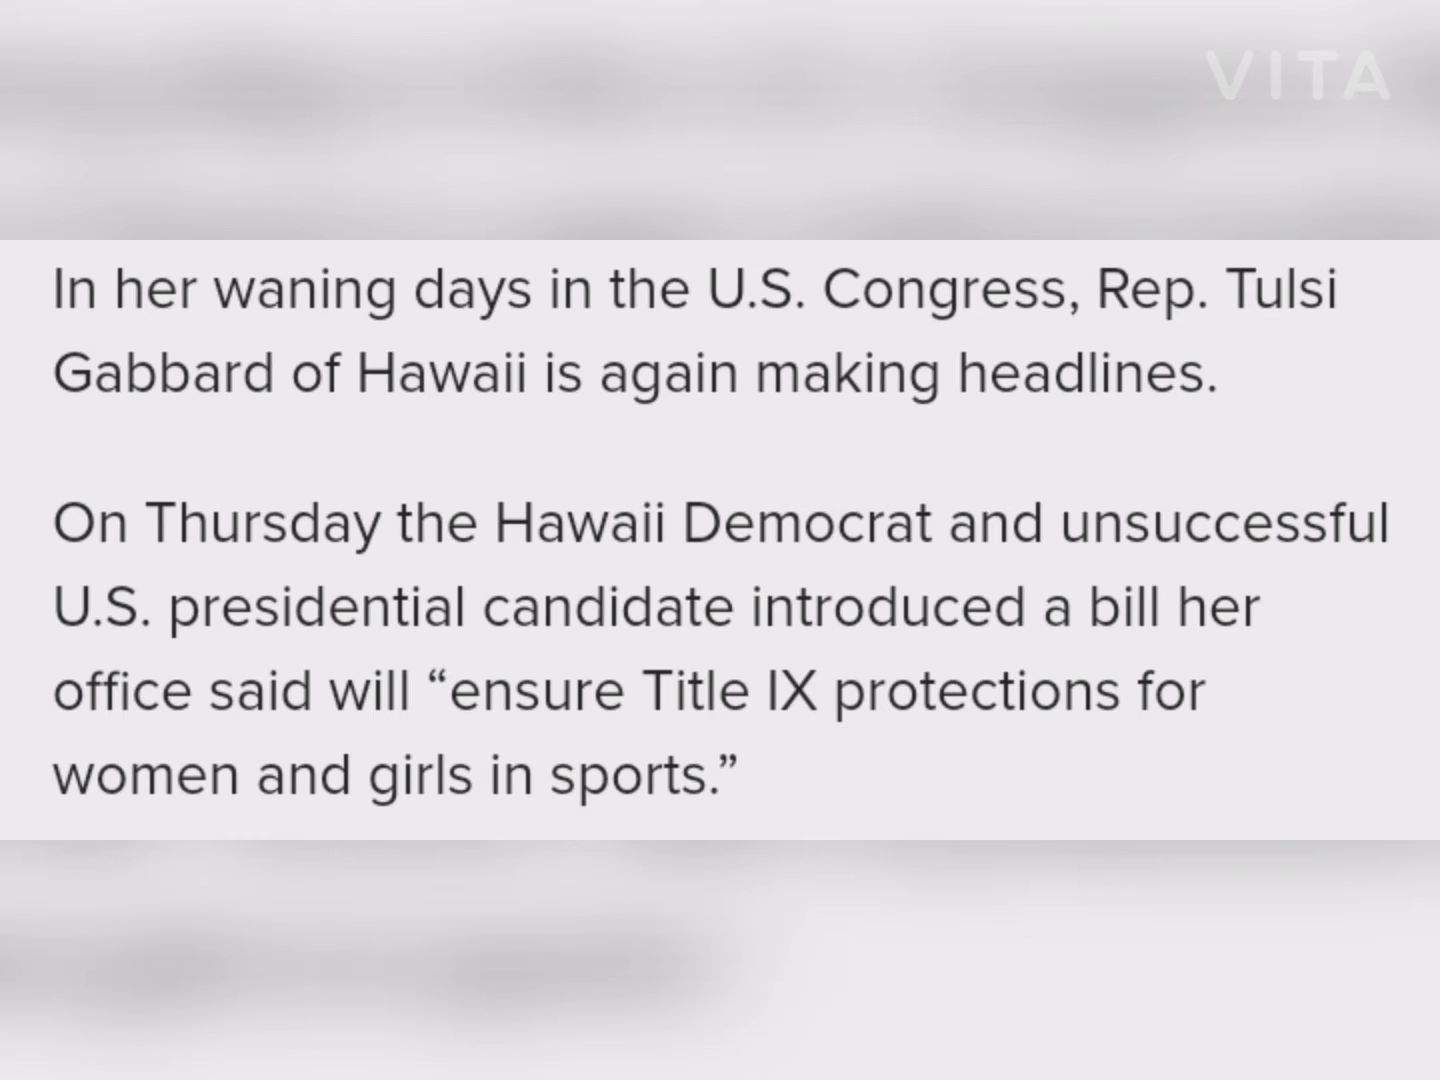 VITA
In her waning days in the U.S. Congress, Rep. Tulsi
Gabbard of Hawaii is again making headlines.
On Thursday the Hawaii Democrat and unsuccessful
U.S. presidential candidate introduced a bill her
office said will “ensure Title IX protections for
women and girls in sports.”